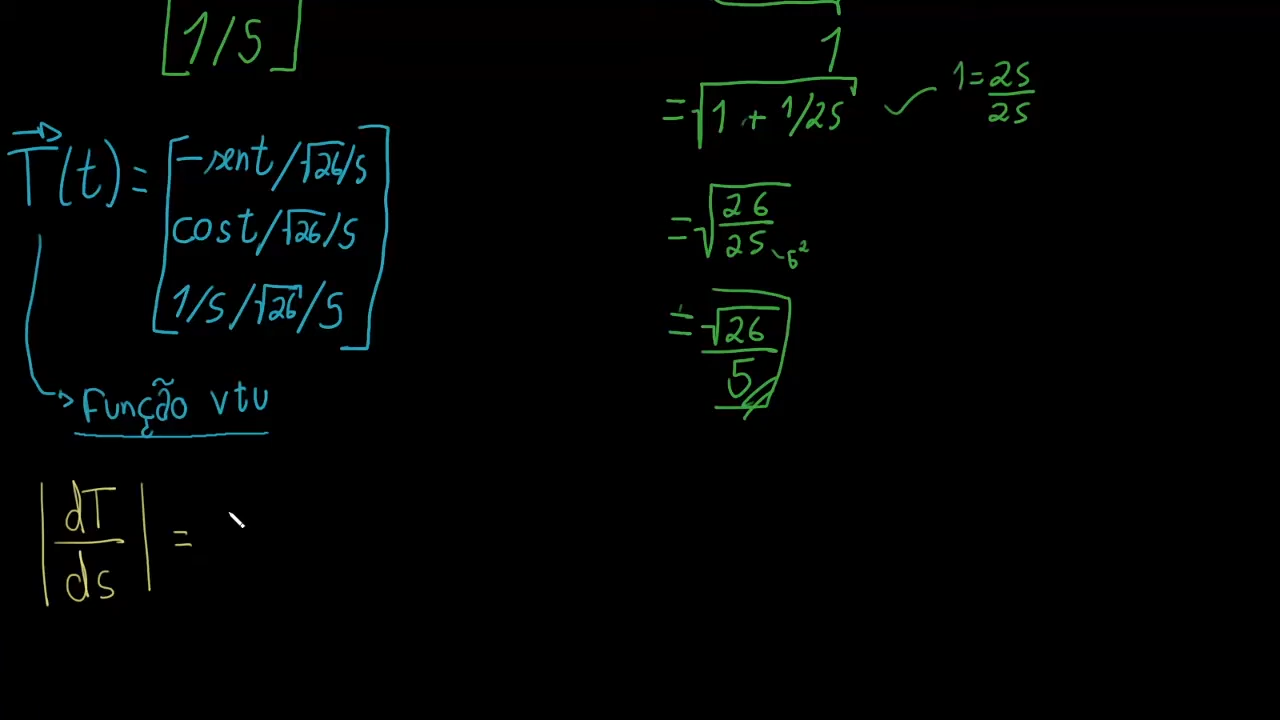 [1/5]
1
= √1 + 1/25 ✓ 1 = 25/25
T⃗(t) = [-sent/√26/5
cost/√26/5
1/5/√26/5]
= √26/25 → 5²
= √26/5
Função vtu
|dT/ds| =